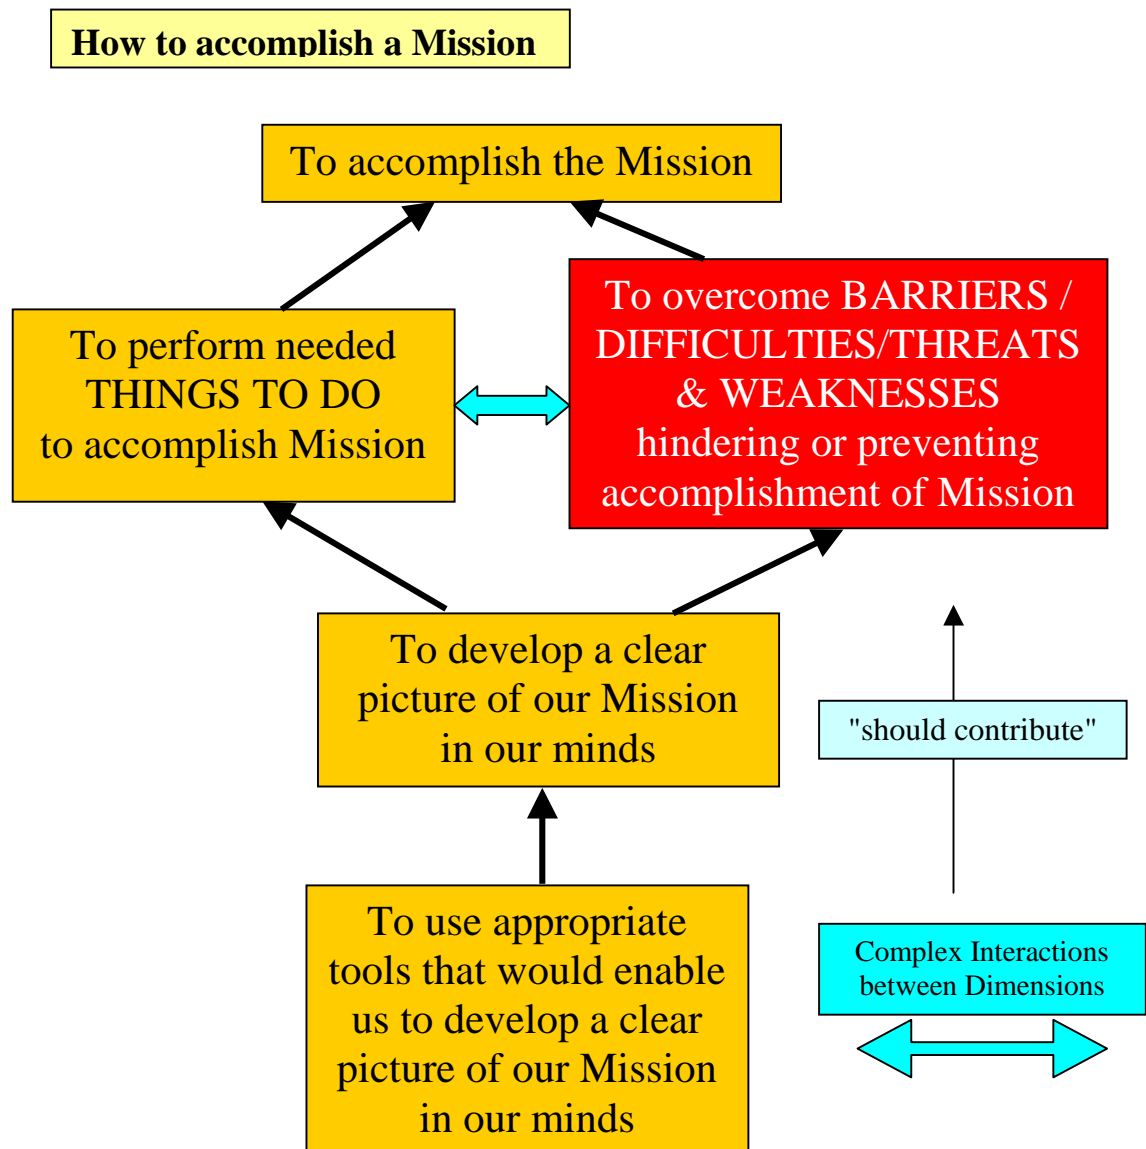 How to accomplish a Mission
To accomplish the Mission
To perform needed
THINGS TO DO
to accomplish Mission
To overcome BARRIERS /
DIFFICULTIES/THREATS
& WEAKNESSES
hindering or preventing
accomplishment of Mission
To develop a clear
picture of our Mission
in our minds
"should contribute"
To use appropriate
tools that would enable
us to develop a clear
picture of our Mission
in our minds
Complex Interactions
between Dimensions